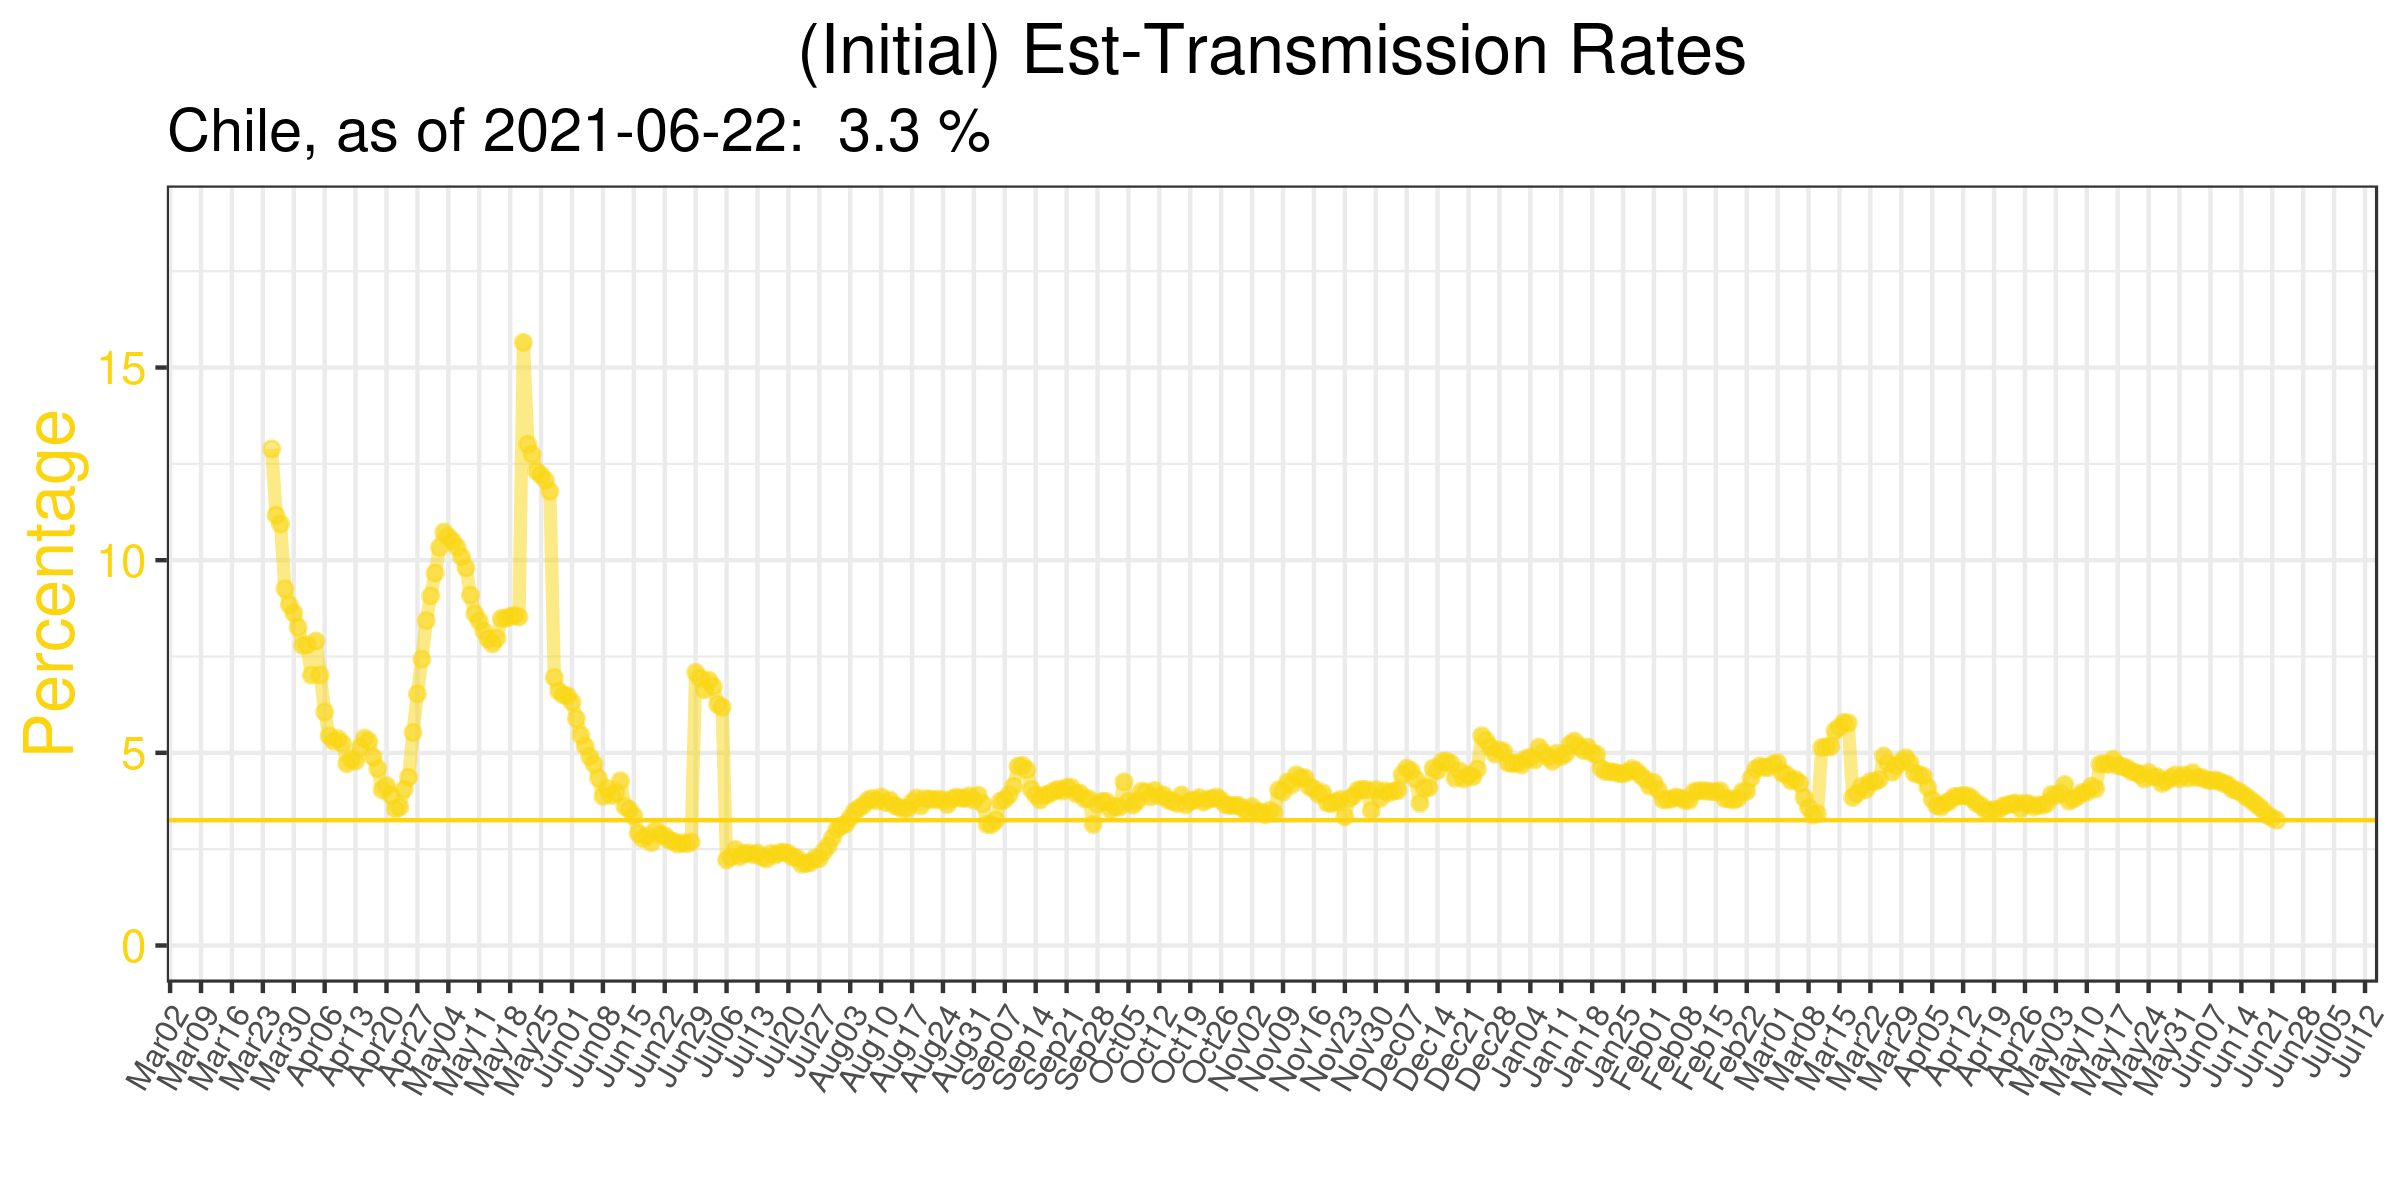 (Initial) Est-Transmission Rates
Chile, as of 2021-06-22: 3.3 %
Percentage
15
10
5
0
Mar02
Mar09
Mar16
Mar23
Mar30
Apr06
Apr13
Apr20
Apr27
May04
May11
May18
May25
Jun01
Jun08
Jun15
Jun22
Jun29
Jul06
Jul13
Jul20
Jul27
Aug03
Aug10
Aug17
Aug24
Aug31
Sep07
Sep14
Sep21
Sep28
Oct05
Oct12
Oct19
Oct26
Nov02
Nov09
Nov16
Nov23
Nov30
Dec07
Dec14
Dec21
Dec28
Dec04
Jan11
Jan18
Jan25
Feb01
Feb08
Feb15
Feb22
Mar01
Mar08
Mar15
Mar22
Mar29
Apr05
Apr12
Apr19
Apr26
May03
May10
May17
May24
May31
May07
Jun14
Jun21
Jun28
Jul05
Jul12